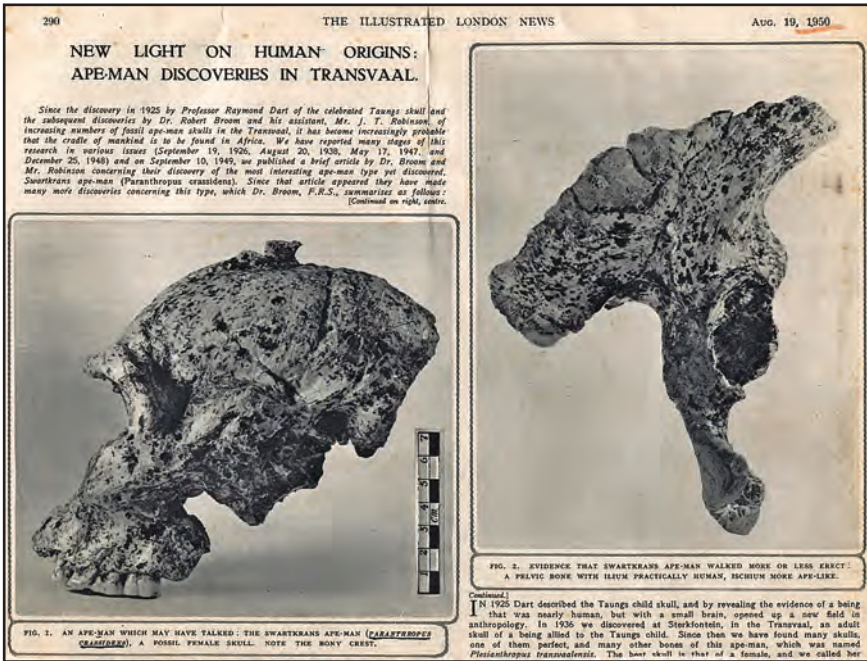 290
THE ILLUSTRATED LONDON NEWS
AUG. 19, 1950
NEW LIGHT ON HUMAN ORIGINS:
APE-MAN DISCOVERIES IN TRANSVAAL.
Since the discovery in 1925 by Professor Raymond Dart of the celebrated Taungs skull and
the subsequent discoveries by Dr. Robert Broom and his assistant, Mr. J. T. Robinson, of
increasing numbers of fossil ape-man skulls in the Transvaal, it has become increasingly probable
that the cradle of mankind is to be found in Africa. We have reported many stages of this
research in various issues (September 19, 1926, August 20, 1938, May 17, 1947, and
December 25, 1948) and on September 10, 1949, we published a brief article by Dr. Broom and
Mr. Robinson concerning their discovery of the most interesting ape-man type yet discovered,
Swartkrans ape-man (Paranthropus crassidens). Since that article appeared they have made
many more discoveries concerning this type, which Dr. Broom, F.R.S., summarises as follows:
[Continued on right, centre.
7
6
5
4
cm
3
2
1
FIG. 1. AN APE-MAN WHICH MAY HAVE TALKED: THE SWARTKRANS APE-MAN (PARANTHROPUS
CRASSIDENS), A FOSSIL FEMALE SKULL. NOTE THE BONY CREST.
FIG. 2. EVIDENCE THAT SWARTKRANS APE-MAN WALKED MORE OR LESS ERECT:
A PELVIC BONE WITH ILIUM PRACTICALLY HUMAN, ISCHIUM MORE APE-LIKE.
Continued.]
IN 1925 Dart described the Taungs child skull, and by revealing the evidence of a being
that was nearly human, but with a small brain, opened up a new field in
anthropology. In 1936 we discovered at Sterkfontein, in the Transvaal, an adult
skull of a being allied to the Taungs child. Since then we have found many skulls,
one of them perfect, and many other bones of this ape-man, which was named
Plesianthropus transvaalensis. The best skull is that of a female, and we called her